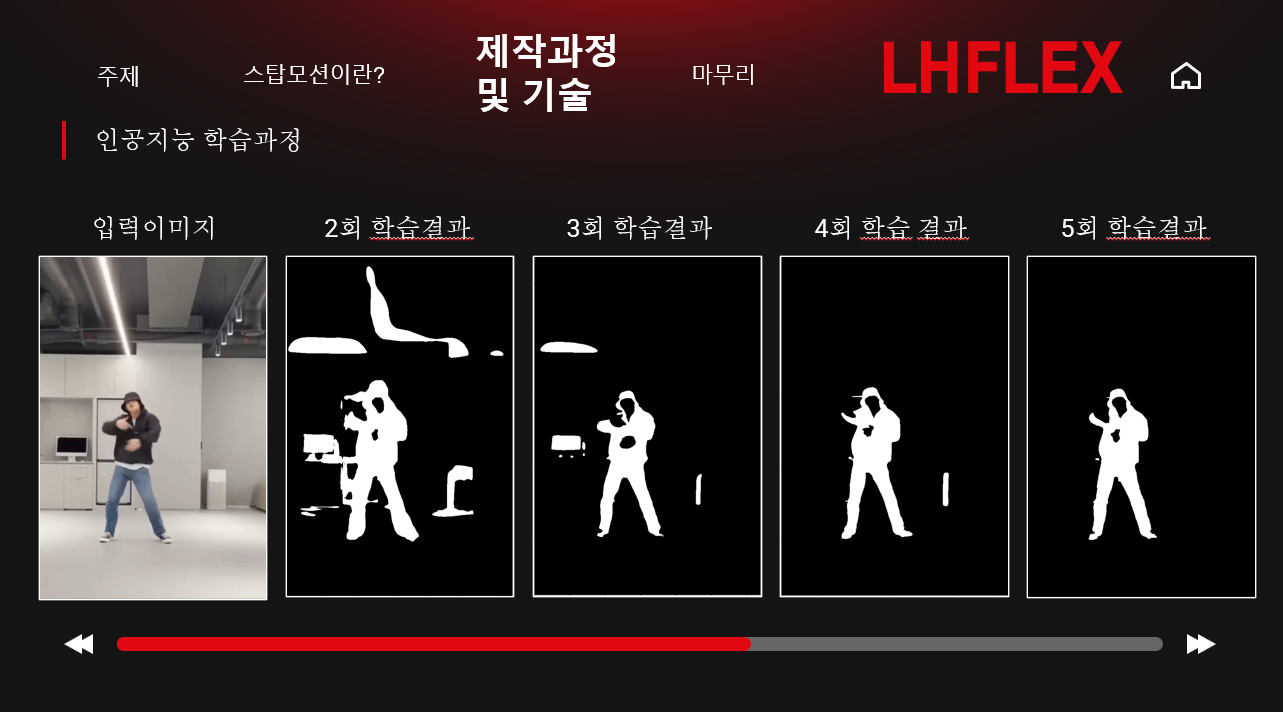 주제
스탑모션이란?
제작과정
및 기술
마무리
LHFLEX
인공지능 학습과정
입력이미지
2회 학습결과
3회 학습결과
4회 학습 결과
5회 학습결과